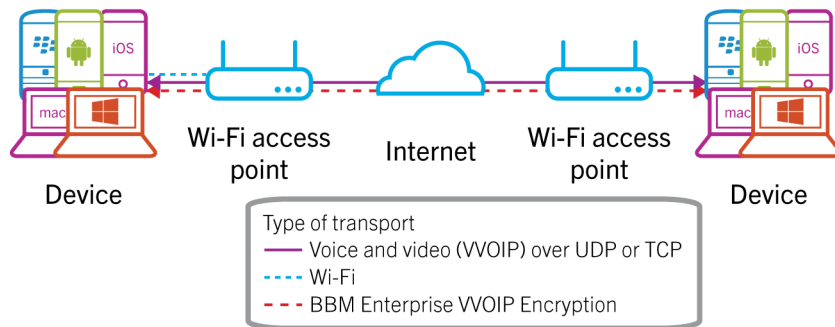 iOS
mac
Device
Wi-Fi access
point
Internet
Wi-Fi access
point
iOS
mac
Device
Type of transport
Voice and video (VVOIP) over UDP or TCP
Wi-Fi
BBM Enterprise VVOIP Encryption